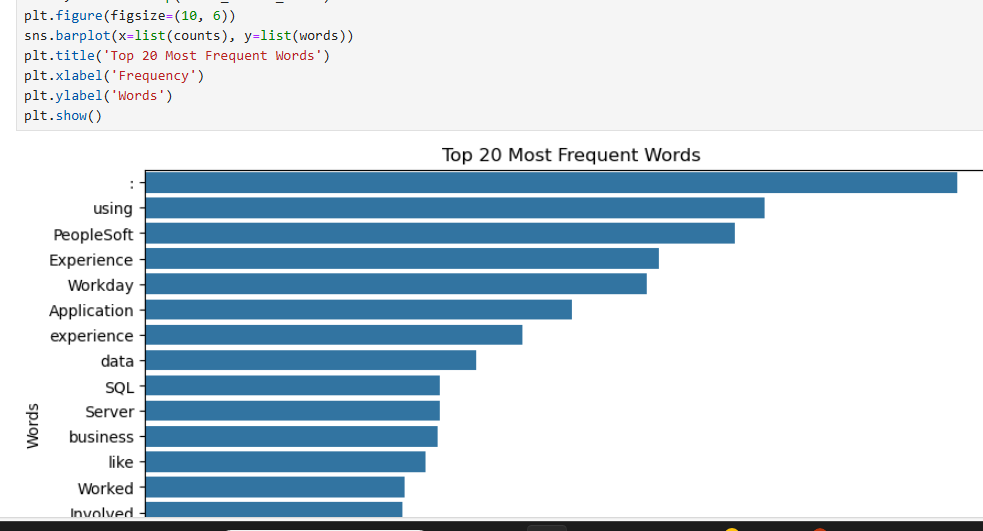 plt.figure(figsize=(10, 6))
sns.barplot(x=list(counts), y=list(words))
plt.title('Top 20 Most Frequent Words')
plt.xlabel('Frequency')
plt.ylabel('Words')
plt.show()
Top 20 Most Frequent Words
:
using
PeopleSoft
Experience
Workday
Application
experience
data
SQL
Server
business
like
Worked
Involved
Words